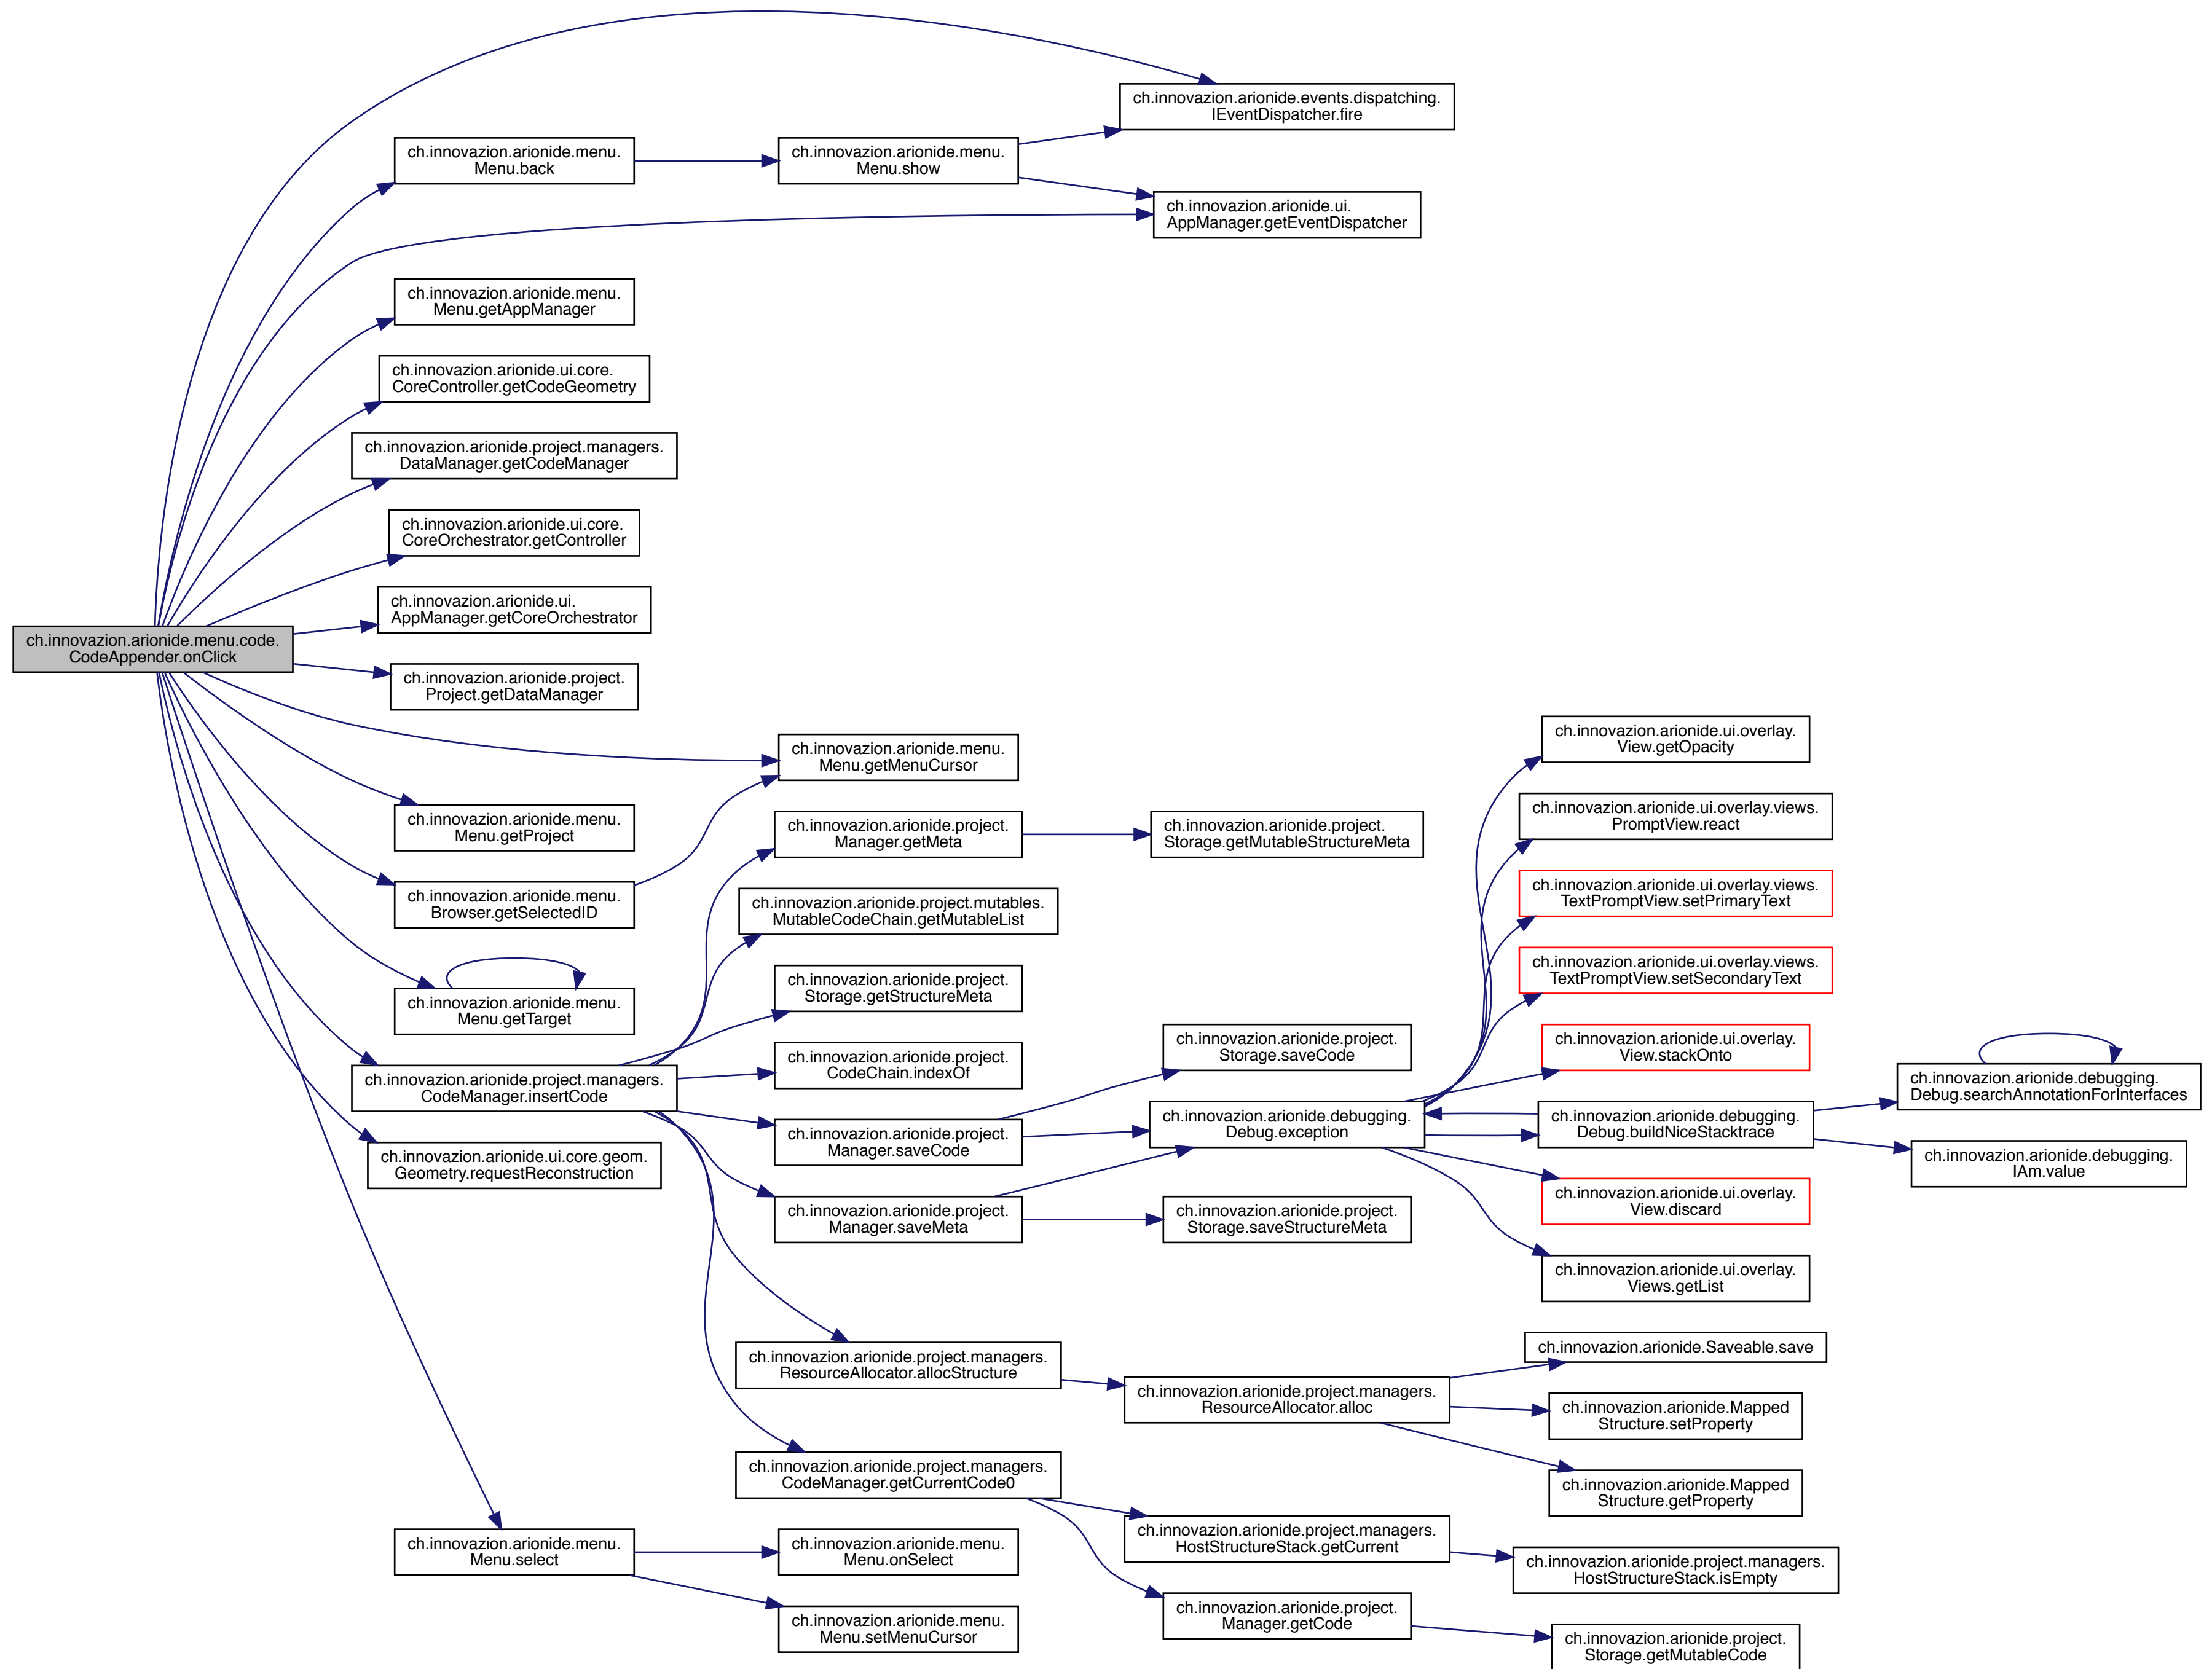 ch.innovazion.arionide.menu.code.
CodeAppender.onClick
ch.innovazion.arionide.events.dispatching.
IEventDispatcher.fire
ch.innovazion.arionide.menu.
Menu.back
ch.innovazion.arionide.menu.
Menu.show
ch.innovazion.arionide.ui.
AppManager.getEventDispatcher
ch.innovazion.arionide.menu.
Menu.getAppManager
ch.innovazion.arionide.ui.core.
CoreController.getCodeGeometry
ch.innovazion.arionide.project.managers.
DataManager.getCodeManager
ch.innovazion.arionide.ui.core.
CoreOrchestrator.getController
ch.innovazion.arionide.ui.
AppManager.getCoreOrchestrator
ch.innovazion.arionide.project.
Project.getDataManager
ch.innovazion.arionide.menu.
Menu.getMenuCursor
ch.innovazion.arionide.menu.
Menu.getProject
ch.innovazion.arionide.menu.
Browser.getSelectedID
ch.innovazion.arionide.menu.
Menu.getTarget
ch.innovazion.arionide.project.managers.
CodeManager.insertCode
ch.innovazion.arionide.ui.core.geom.
Geometry.requestReconstruction
ch.innovazion.arionide.menu.
Menu.select
ch.innovazion.arionide.project.
Manager.getMeta
ch.innovazion.arionide.project.
Storage.getMutableStructureMeta
ch.innovazion.arionide.project.mutables.
MutableCodeChain.getMutableList
ch.innovazion.arionide.project.
Storage.getStructureMeta
ch.innovazion.arionide.project.
CodeChain.indexOf
ch.innovazion.arionide.project.
Manager.saveCode
ch.innovazion.arionide.project.
Manager.saveMeta
ch.innovazion.arionide.project.
Storage.saveCode
ch.innovazion.arionide.debugging.
Debug.exception
ch.innovazion.arionide.project.
Storage.saveStructureMeta
ch.innovazion.arionide.ui.overlay.
View.getOpacity
ch.innovazion.arionide.ui.overlay.views.
PromptView.react
ch.innovazion.arionide.ui.overlay.views.
TextPromptView.setPrimaryText
ch.innovazion.arionide.ui.overlay.views.
TextPromptView.setSecondaryText
ch.innovazion.arionide.ui.overlay.
View.stackOnto
ch.innovazion.arionide.debugging.
Debug.buildNiceStacktrace
ch.innovazion.arionide.debugging.
Debug.searchAnnotationForInterfaces
ch.innovazion.arionide.debugging.
IAm.value
ch.innovazion.arionide.ui.overlay.
View.discard
ch.innovazion.arionide.ui.overlay.
Views.getList
ch.innovazion.arionide.project.managers.
ResourceAllocator.allocStructure
ch.innovazion.arionide.project.managers.
ResourceAllocator.alloc
ch.innovazion.arionide.Saveable.save
ch.innovazion.arionide.Mapped
Structure.setProperty
ch.innovazion.arionide.Mapped
Structure.getProperty
ch.innovazion.arionide.project.managers.
CodeManager.getCurrentCode0
ch.innovazion.arionide.project.managers.
HostStructureStack.getCurrent
ch.innovazion.arionide.project.managers.
HostStructureStack.isEmpty
ch.innovazion.arionide.project.
Manager.getCode
ch.innovazion.arionide.project.
Storage.getMutableCode
ch.innovazion.arionide.menu.
Menu.onSelect
ch.innovazion.arionide.menu.
Menu.setMenuCursor